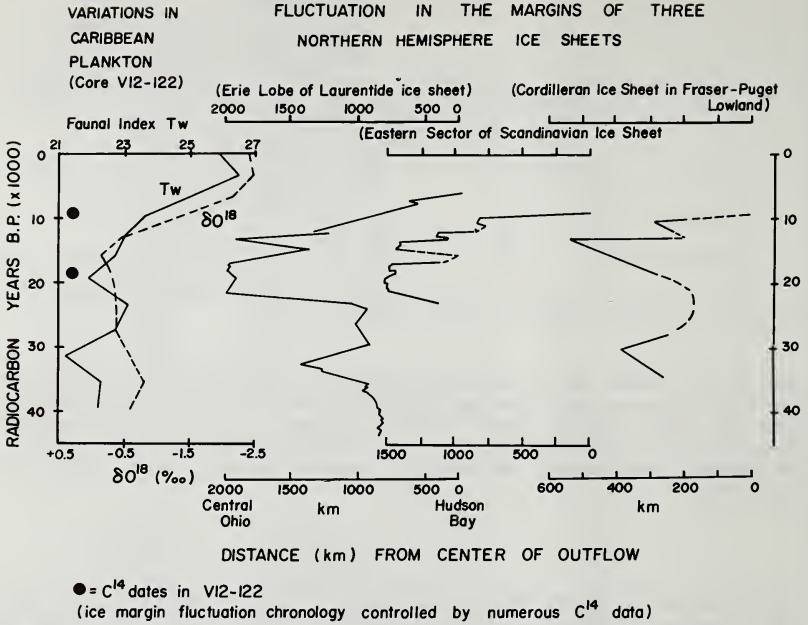 VARIATIONS IN
CARIBBEAN
PLANKTON
(Core V12-122)
FLUCTUATION IN THE MARGINS OF THREE
NORTHERN HEMISPHERE ICE SHEETS
(Erie Lobe of Laurentide ice sheet)
2000 1500 1000 500 0
(Cordilleran Ice Sheet in Fraser-Puget
Lowland)
(Eastern Sector of Scandinavian Ice Sheet
Faunal Index Tw
21 23 25 27
RADIOCARBON YEARS B.P. (x1000)
0
10
20
30
40
Tw
δO18
0
10
20
30
40
+0.5 -0.5 -1.5 -2.5
δO18 (‰)
1500 1000 500 0
2000 1500 1000 500 0
Central
Ohio
km
Hudson
Bay
600 400 200 0
km
DISTANCE (km) FROM CENTER OF OUTFLOW
● = C14 dates in V12-122
(ice margin fluctuation chronology controlled by numerous C14 data)